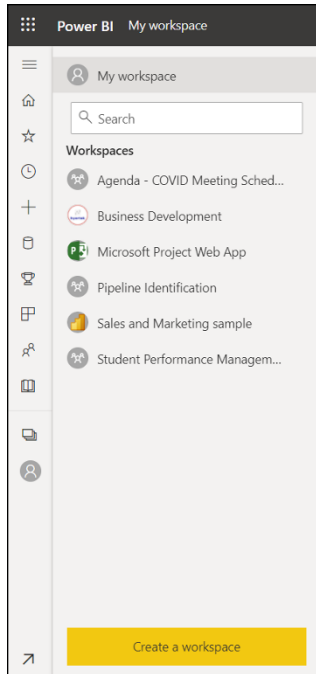 Power BI My workspace
My workspace
Search
Workspaces
Agenda - COVID Meeting Sched...
Business Development
Microsoft Project Web App
Pipeline Identification
Sales and Marketing sample
Student Performance Managem...
Create a workspace